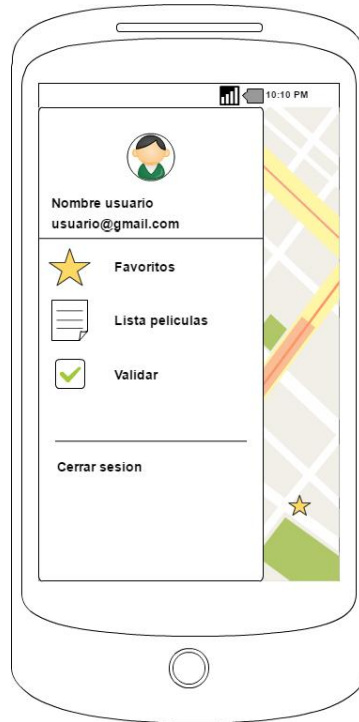 10:10 PM
Nombre usuario
usuario@gmail.com
Favoritos
Lista peliculas
Validar
Cerrar sesion